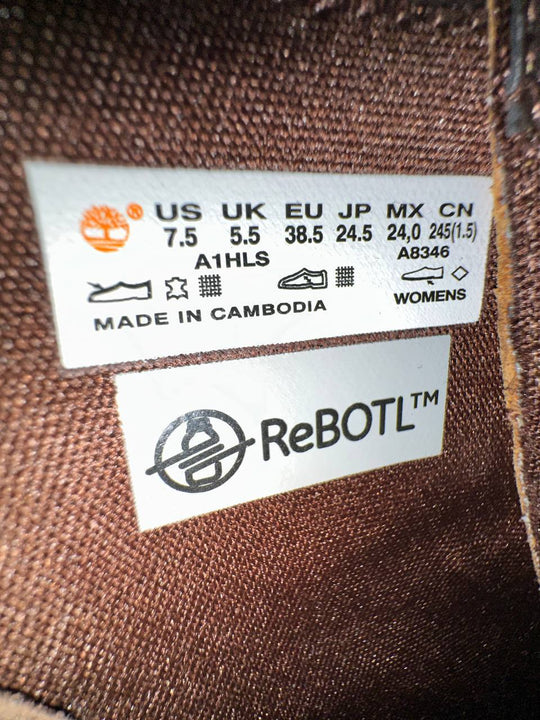 ® US UK EU JP MX CN
7.5 5.5 38.5 24.5 24,0 245(1.5)
A1HLS A8346
WOMENS
MADE IN CAMBODIA
ReBOTL™